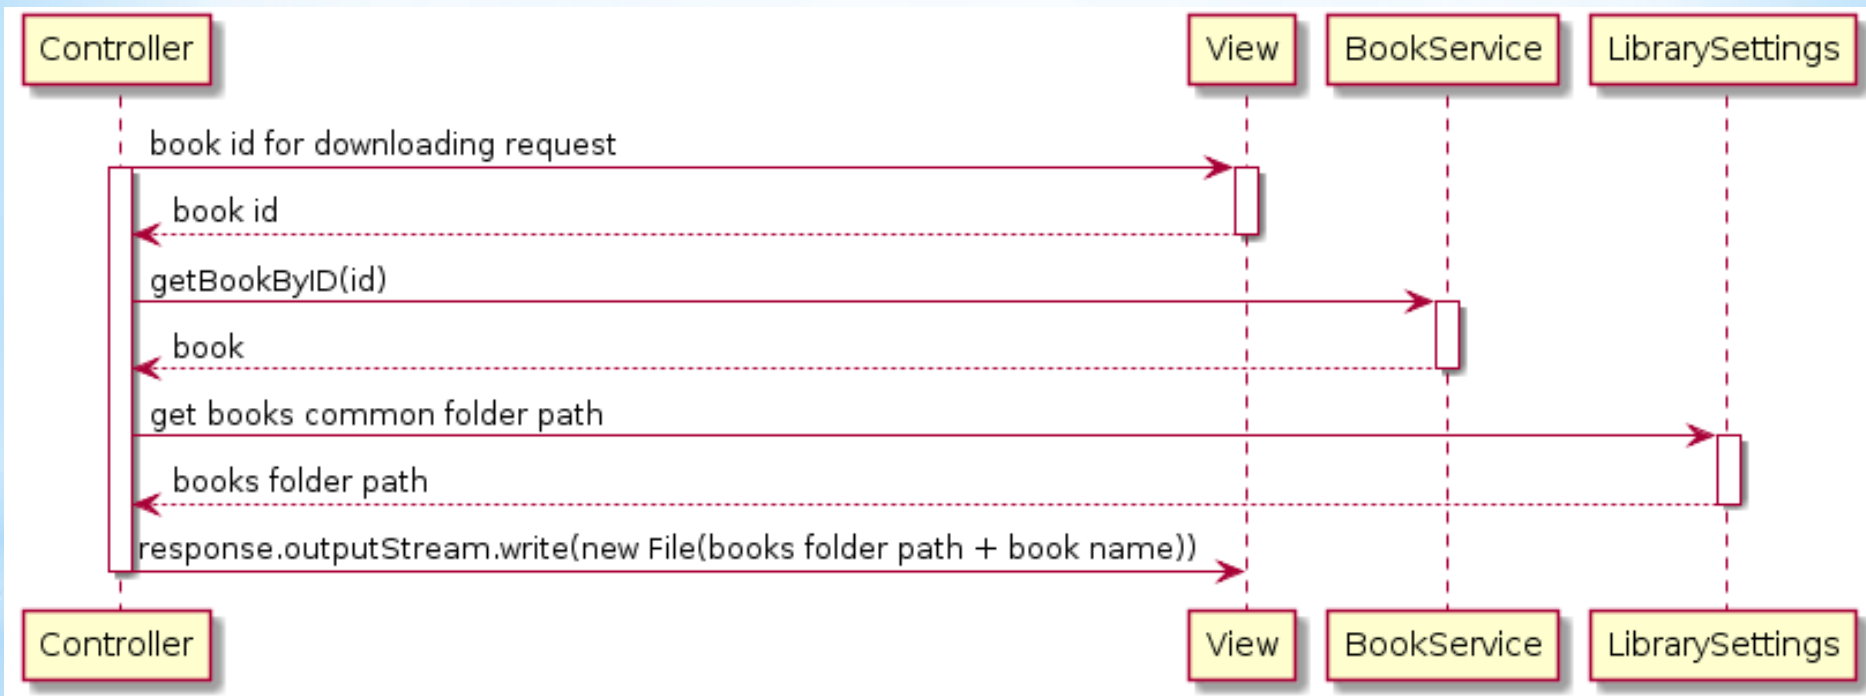 Controller
View
BookService
LibrarySettings
book id for downloading request
book id
getBookByID(id)
book
get books common folder path
books folder path
response.outputStream.write(new File(books folder path + book name))
Controller
View
BookService
LibrarySettings